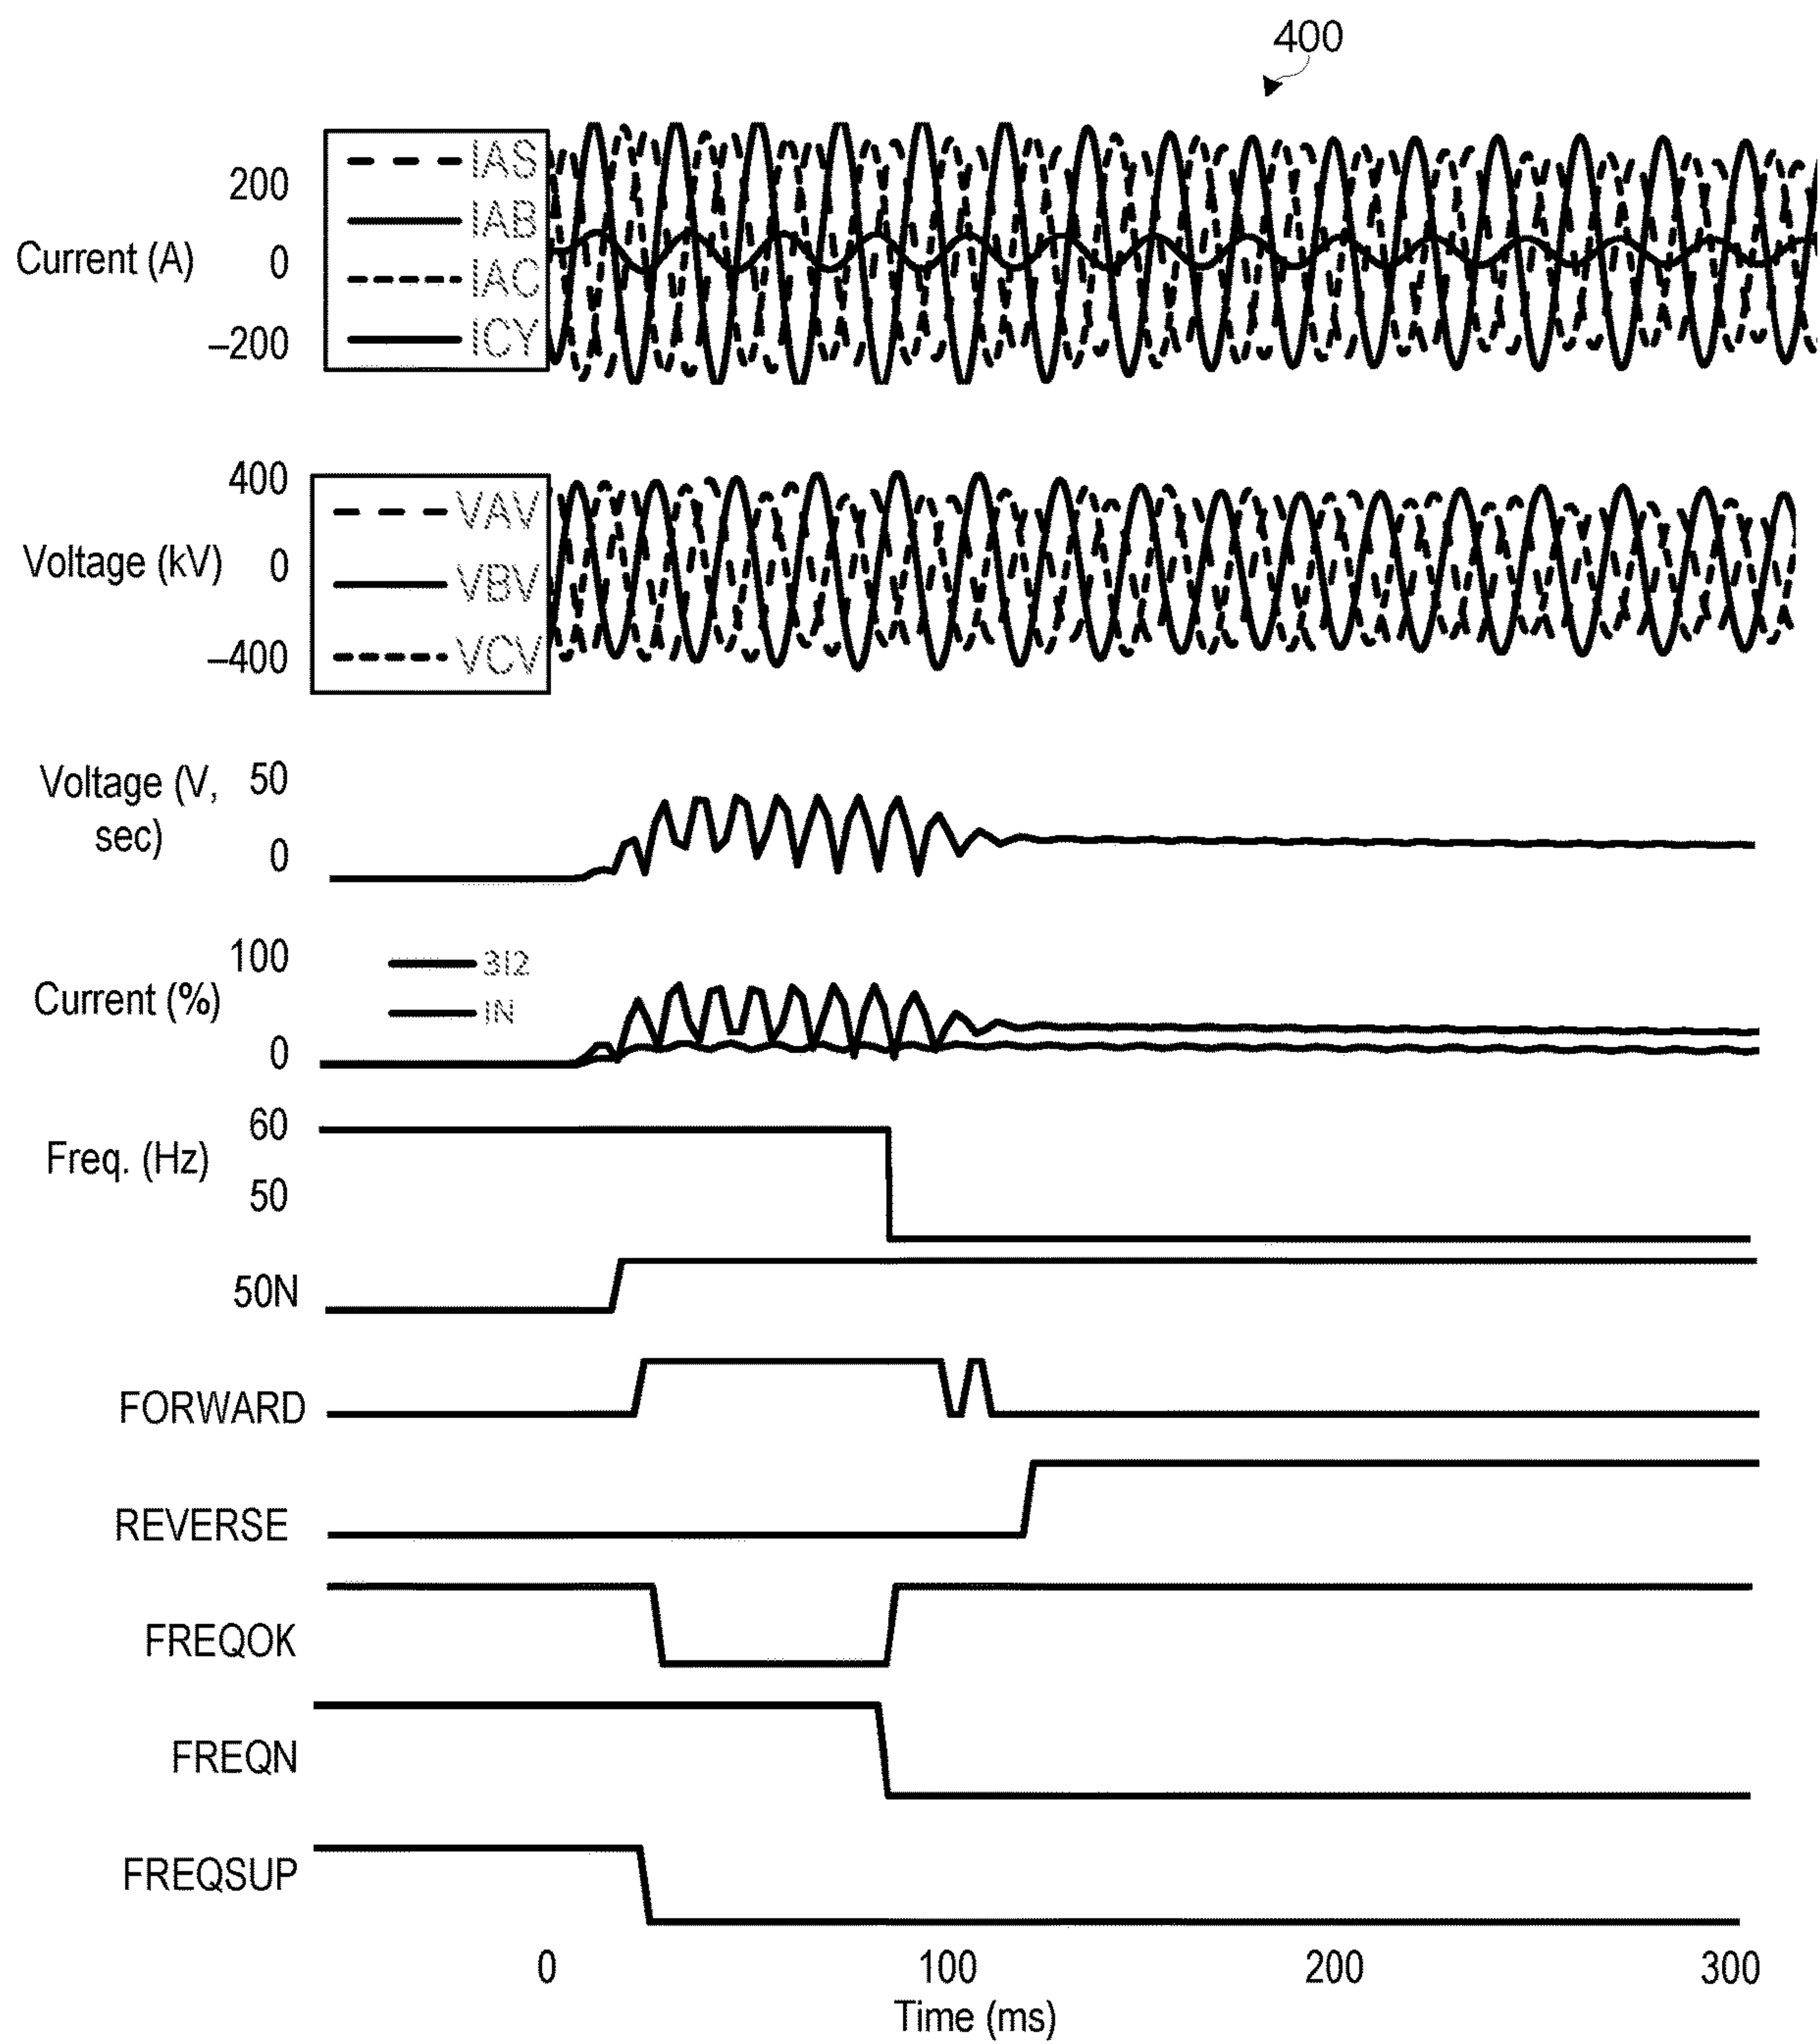 400
IAS
IAB
IAC
ICY
Current (A)
200
0
–200
VAV
VBV
VCV
Voltage (kV)
400
0
–400
Voltage (V,
sec)
50
0
Current (%)
100
0
3I2
IN
Freq. (Hz)
60
50
50N
FORWARD
REVERSE
FREQOK
FREQN
FREQSUP
0 100 200 300
Time (ms)